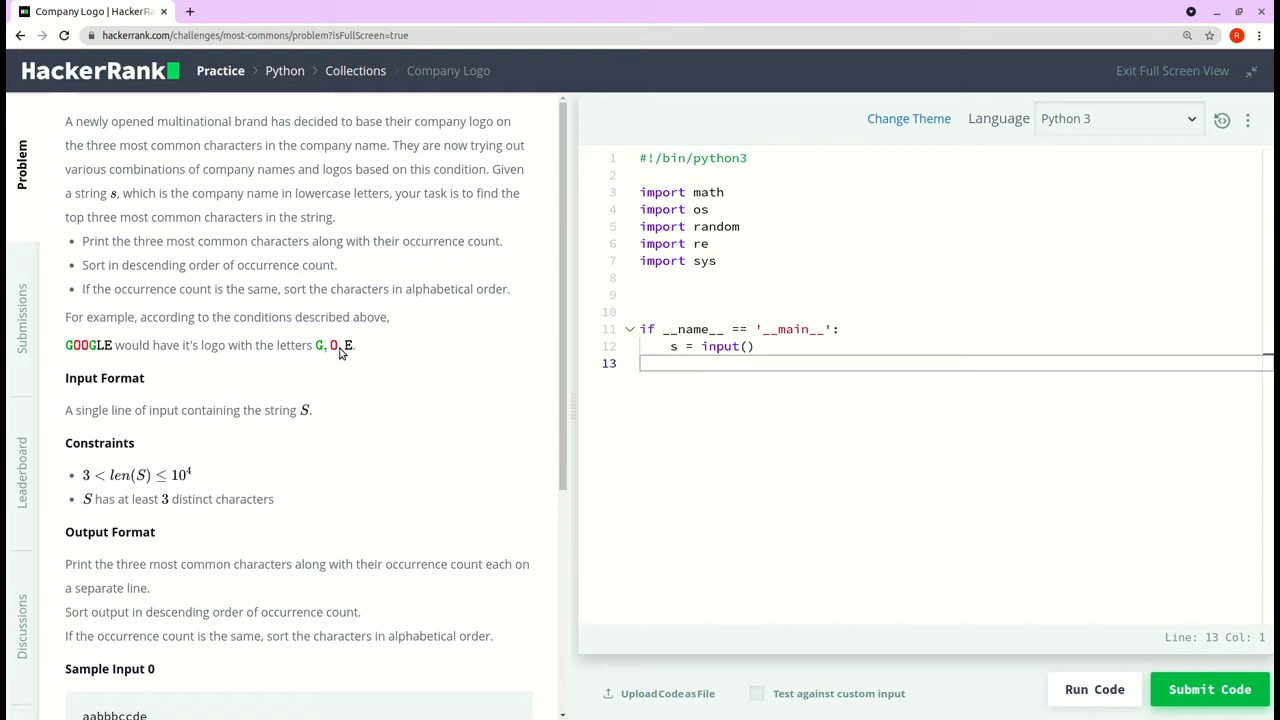 Company Logo | HackerRa
hackerrank.com/challenges/most-commons/problem?isFullScreen=true
R
HackerRank
Practice > Python > Collections > Company Logo
Exit Full Screen View
Problem
Submissions
Leaderboard
Discussions
A newly opened multinational brand has decided to base their company logo on
the three most common characters in the company name. They are now trying out
various combinations of company names and logos based on this condition. Given
a string s, which is the company name in lowercase letters, your task is to find the
top three most common characters in the string.
• Print the three most common characters along with their occurrence count.
• Sort in descending order of occurrence count.
• If the occurrence count is the same, sort the characters in alphabetical order.
For example, according to the conditions described above,
GOOGLE would have it's logo with the letters G, O, E.
Input Format
A single line of input containing the string S.
Constraints
• 3 < len(S) ≤ 10⁴
• S has at least 3 distinct characters
Output Format
Print the three most common characters along with their occurrence count each on
a separate line.
Sort output in descending order of occurrence count.
If the occurrence count is the same, sort the characters in alphabetical order.
Sample Input 0
aabbbccde
Change Theme Language Python 3
1 #!/bin/python3
2
3 import math
4 import os
5 import random
6 import re
7 import sys
8
9
10
11 if __name__ == '__main__':
12 s = input()
13
Line: 13 Col: 1
Upload Code as File
Test against custom input
Run Code
Submit Code